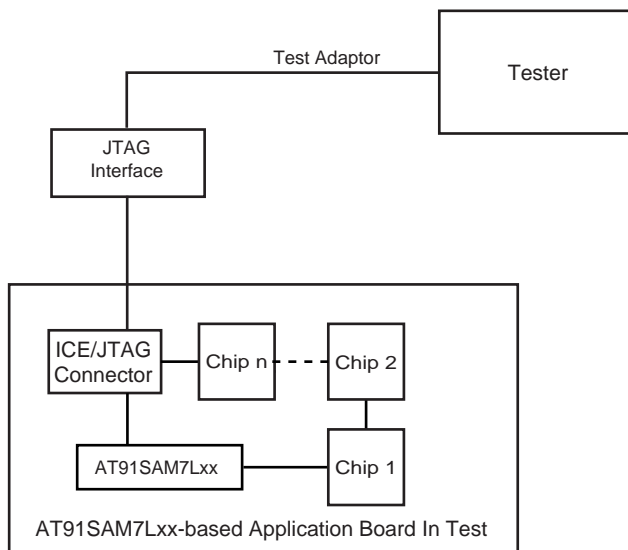 Test Adaptor
Tester
JTAG
Interface
ICE/JTAG
Connector
Chip n
Chip 2
AT91SAM7Lxx
Chip 1
AT91SAM7Lxx-based Application Board In Test